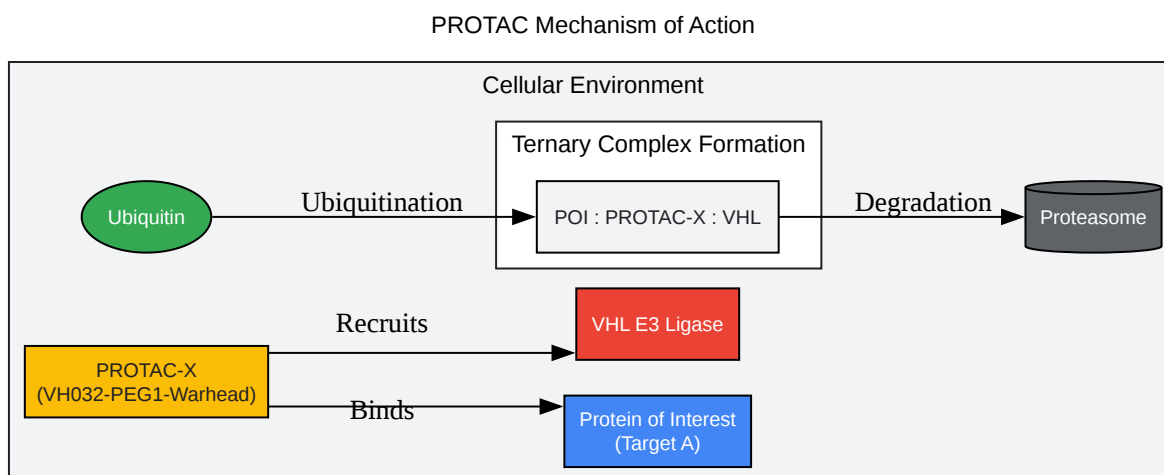 PROTAC Mechanism of Action
Cellular Environment
Ternary Complex Formation
Ubiquitin
Ubiquitination
POI : PROTAC-X : VHL
Degradation
Proteasome
Recruits
VHL E3 Ligase
PROTAC-X
(VH032-PEG1-Warhead)
Binds
Protein of Interest
(Target A)